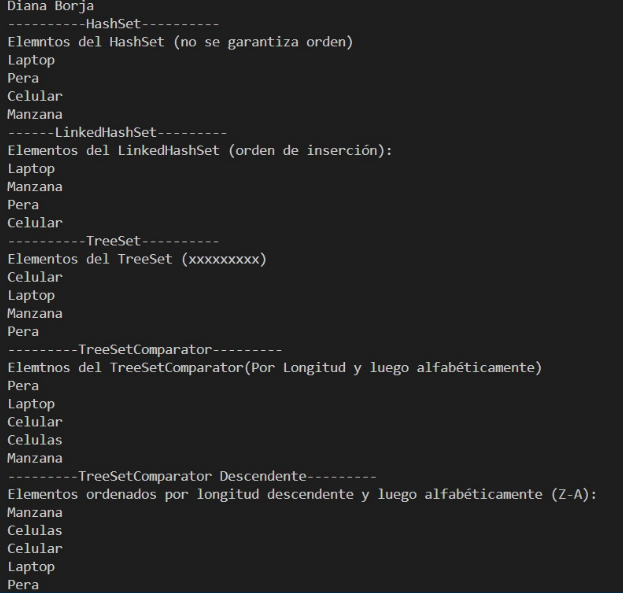 Diana Borja
----------HashSet----------
Elemntos del HashSet (no se garantiza orden)
Laptop
Pera
Celular
Manzana
------LinkedHashSet---------
Elementos del LinkedHashSet (orden de inserción):
Laptop
Manzana
Pera
Celular
----------TreeSet----------
Elementos del TreeSet (xxxxxxxxx)
Celular
Laptop
Manzana
Pera
---------TreeSetComparator---------
Elemtnos del TreeSetComparator(Por Longitud y luego alfabéticamente)
Pera
Laptop
Celular
Celulas
Manzana
---------TreeSetComparator Descendente---------
Elementos ordenados por longitud descendente y luego alfabéticamente (Z-A):
Manzana
Celulas
Celular
Laptop
Pera